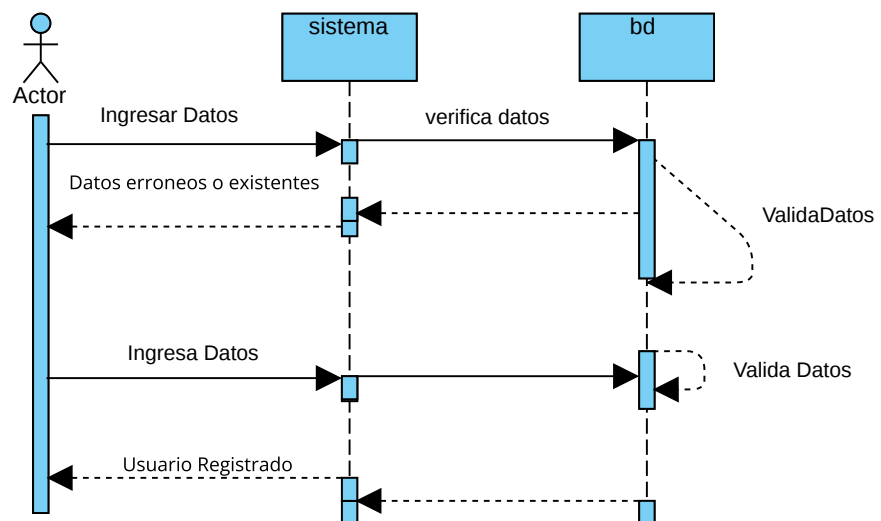 sistema
bd
Actor
Ingresar Datos
verifica datos
Datos erroneos o existentes
ValidaDatos
Ingresa Datos
Valida Datos
Usuario Registrado